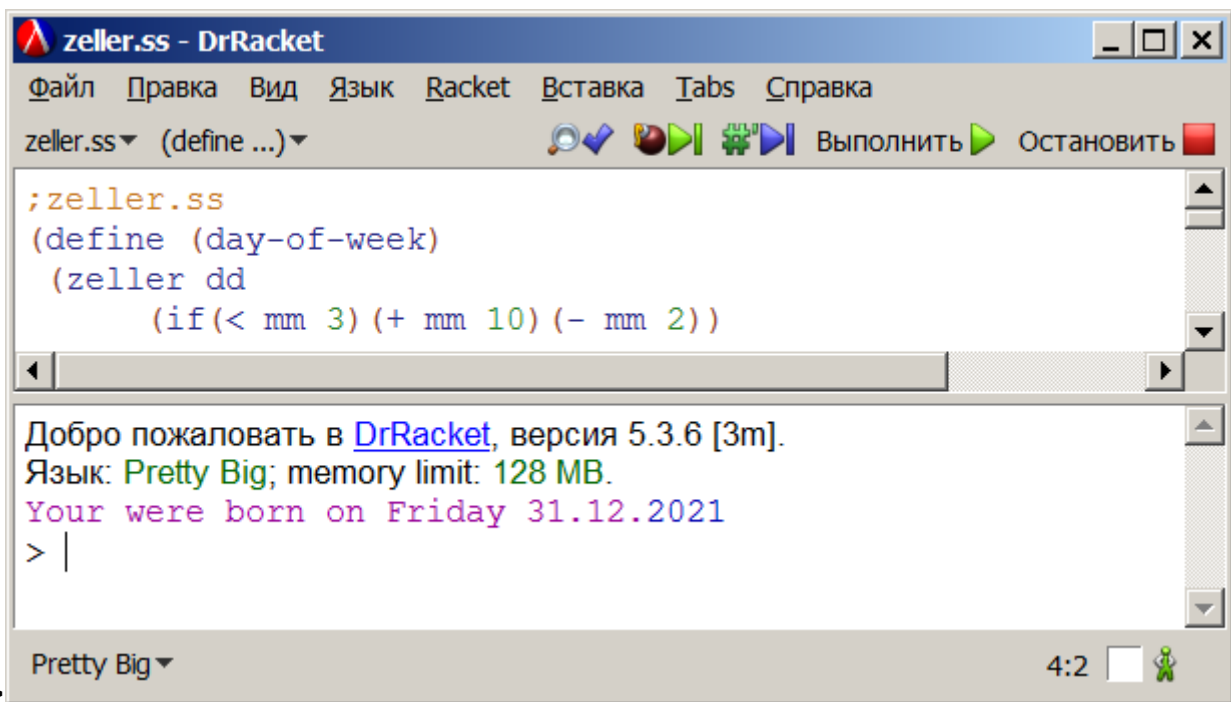 zeller.ss - DrRacket
Файл Правка Вид Язык Racket Вставка Tabs Справка
zeller.ss (define ...) Выполнить Остановить
;zeller.ss
(define (day-of-week)
 (zeller dd
       (if(< mm 3)(+ mm 10)(- mm 2))
Добро пожаловать в DrRacket, версия 5.3.6 [3m].
Язык: Pretty Big; memory limit: 128 MB.
Your were born on Friday 31.12.2021
>
Pretty Big 4:2